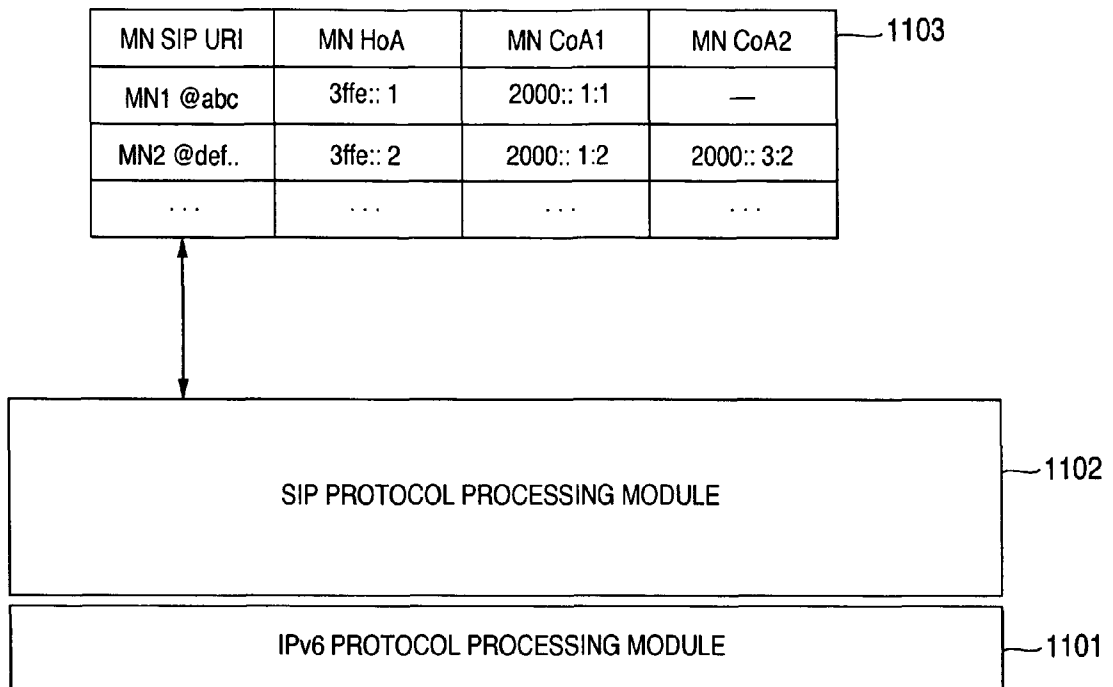 MN SIP URI MN HoA MN CoA1 MN CoA2 1103
MN1 @abc 3ffe:: 1 2000:: 1:1 —
MN2 @def.. 3ffe:: 2 2000:: 1:2 2000:: 3:2
... ... ... ...
SIP PROTOCOL PROCESSING MODULE 1102
IPv6 PROTOCOL PROCESSING MODULE 1101